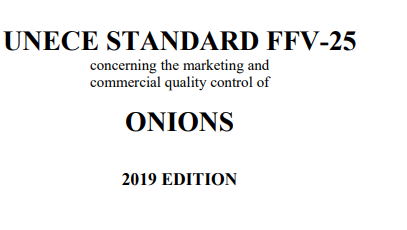 UNECE STANDARD FFV-25
concerning the marketing and
commercial quality control of
ONIONS
2019 EDITION